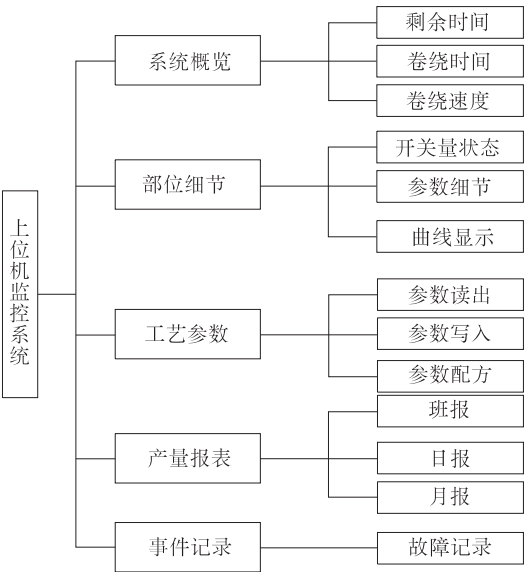 上位机监控系统
系统概览
剩余时间
卷绕时间
卷绕速度
部位细节
开关量状态
参数细节
曲线显示
工艺参数
参数读出
参数写入
参数配方
产量报表
班报
日报
月报
事件记录
故障记录